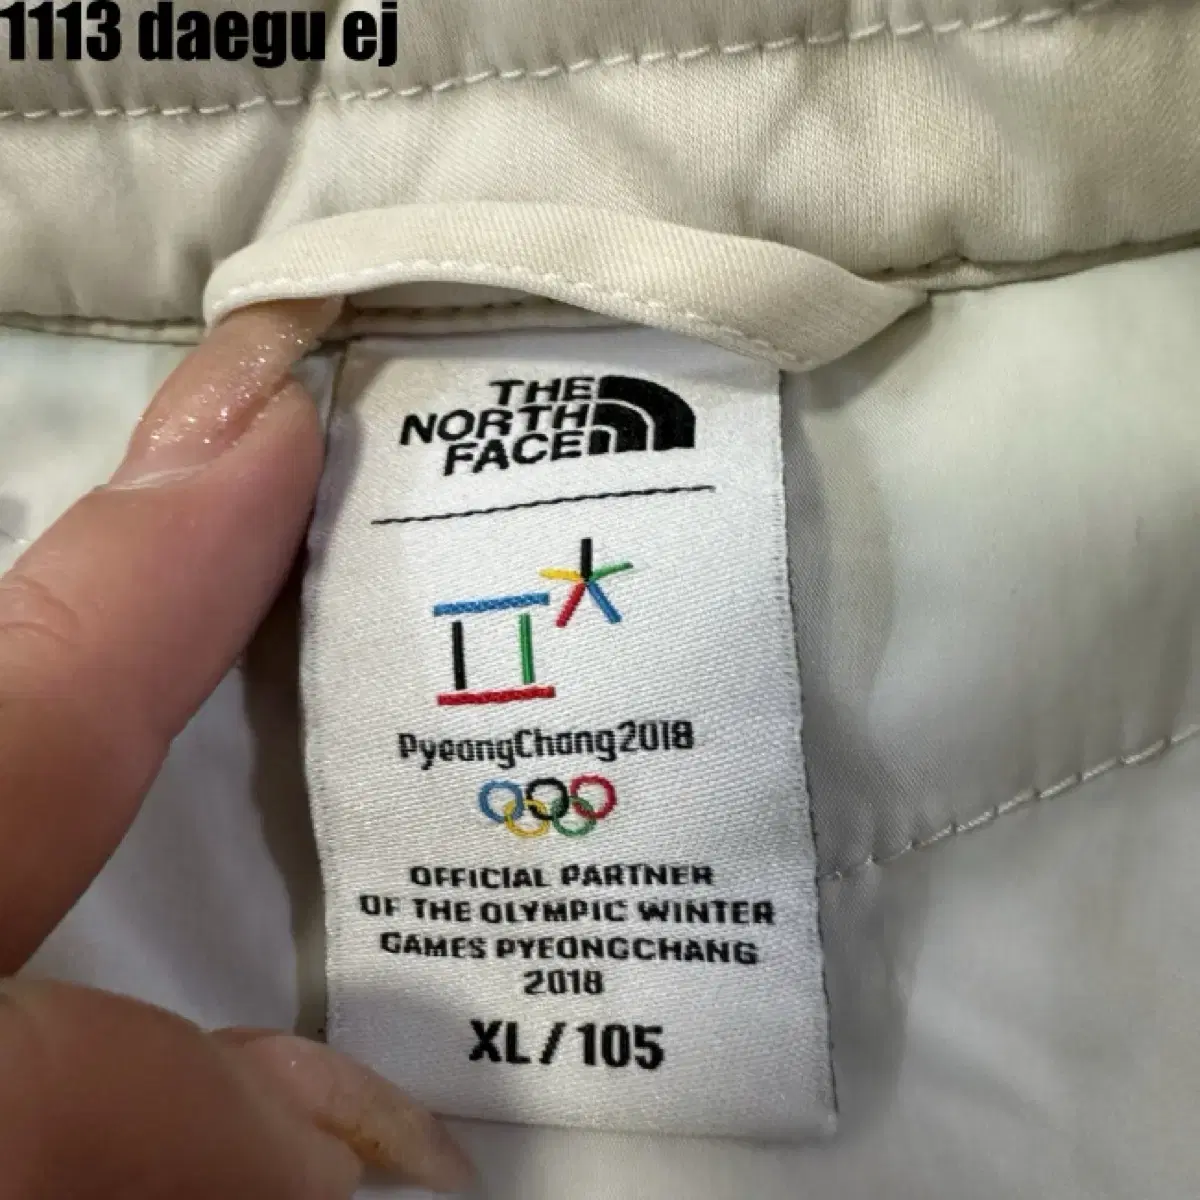 1113 daegu ej
THE
NORTH
FACE
PyeongChang2018
OFFICIAL PARTNER
OF THE OLYMPIC WINTER
GAMES PYEONGCHANG
2018
XL / 105